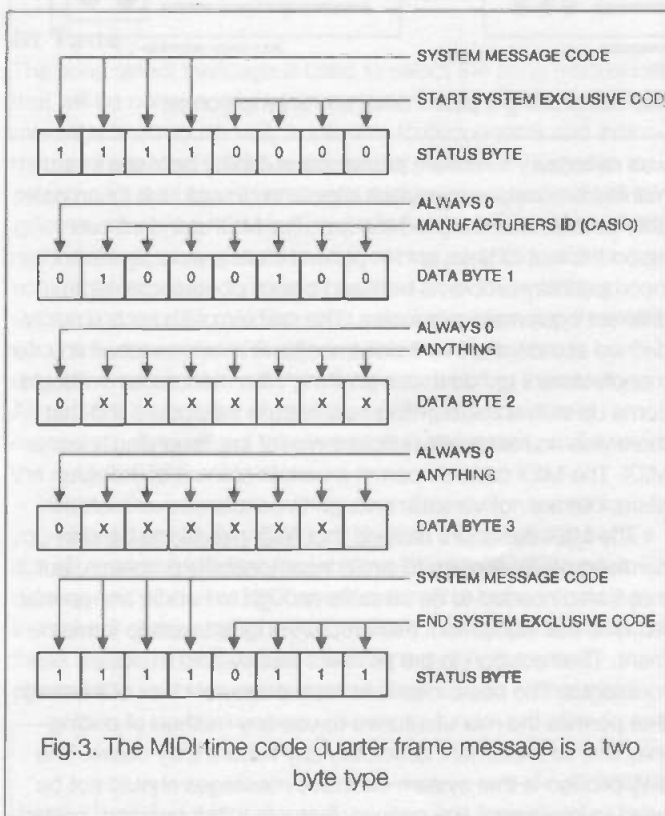 SYSTEM MESSAGE CODE
START SYSTEM EXCLUSIVE COD
1 1 1 1 0 0 0 0 STATUS BYTE
ALWAYS 0
MANUFACTURERS ID (CASIO)
0 1 0 0 0 1 0 0 DATA BYTE 1
ALWAYS 0
ANYTHING
0 X X X X X X X DATA BYTE 2
ALWAYS 0
ANYTHING
0 X X X X X X X DATA BYTE 3
SYSTEM MESSAGE CODE
END SYSTEM EXCLUSIVE CODE
1 1 1 1 0 1 1 1 STATUS BYTE
Fig.3. The MIDI time code quarter frame message is a two
byte type